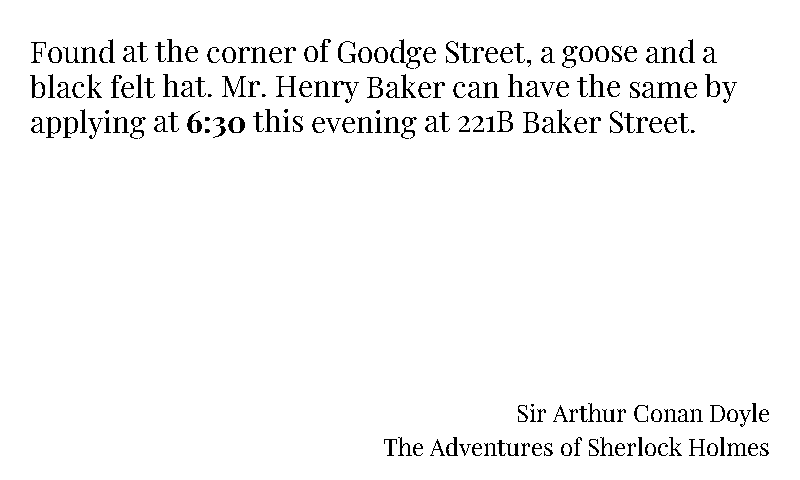 Found at the corner of Goodge Street, a goose and a
black felt hat. Mr. Henry Baker can have the same by
applying at 6:30 this evening at 221B Baker Street.
Sir Arthur Conan Doyle
The Adventures of Sherlock Holmes